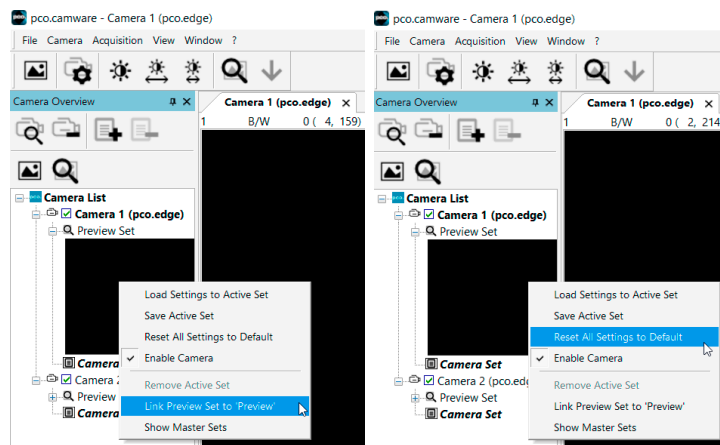 pco.camware - Camera 1 (pco.edge)
File Camera Acquisition View Window ?
Camera Overview
Camera 1 (pco.edge)
1 B/W 0 ( 4, 159)
Camera List
Camera 1 (pco.edge)
Preview Set
Load Settings to Active Set
Save Active Set
Reset All Settings to Default
Camera
Enable Camera
Camera 2
Remove Active Set
Preview
Link Preview Set to 'Preview'
Camera
Show Master Sets
pco.camware - Camera 1 (pco.edge)
File Camera Acquisition View Window ?
Camera Overview
Camera 1 (pco.edge)
1 B/W 0 ( 2, 214
Camera List
Camera 1 (pco.edge)
Preview Set
Load Settings to Active Set
Save Active Set
Reset All Settings to Default
Camera Set
Enable Camera
Camera 2 (pco.edg
Remove Active Set
Preview Set
Link Preview Set to 'Preview'
Camera Set
Show Master Sets